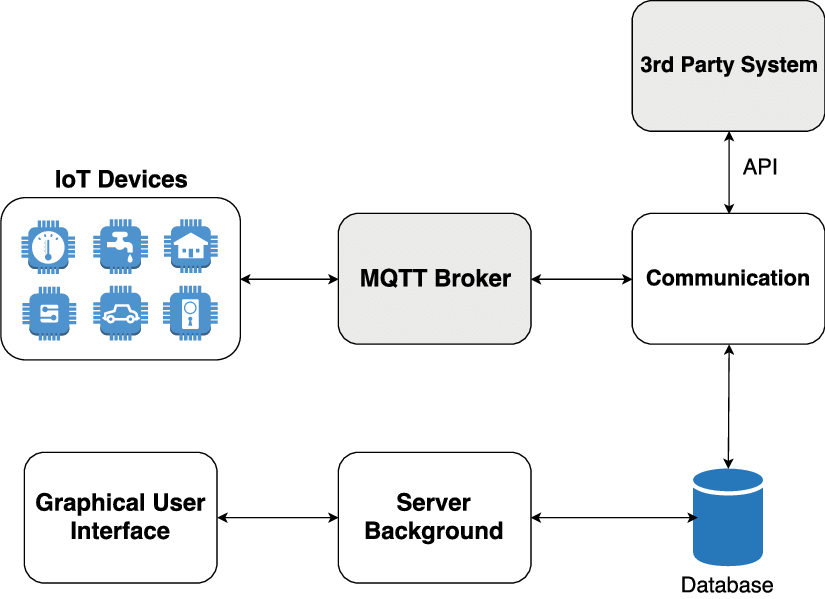 3rd Party System
API
IoT Devices
MQTT Broker
Communication
Graphical User
Interface
Server
Background
Database